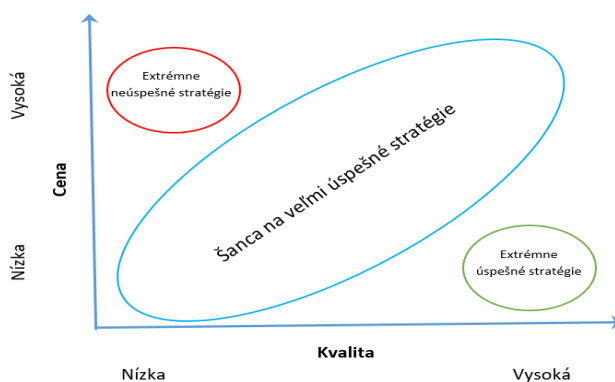 Vysoká
Cena
Nízka
Extrémne
neúspešné stratégie
Šanca na veľmi úspešné stratégie
Extrémne
úspešné stratégie
Kvalita
Nízka
Vysoká